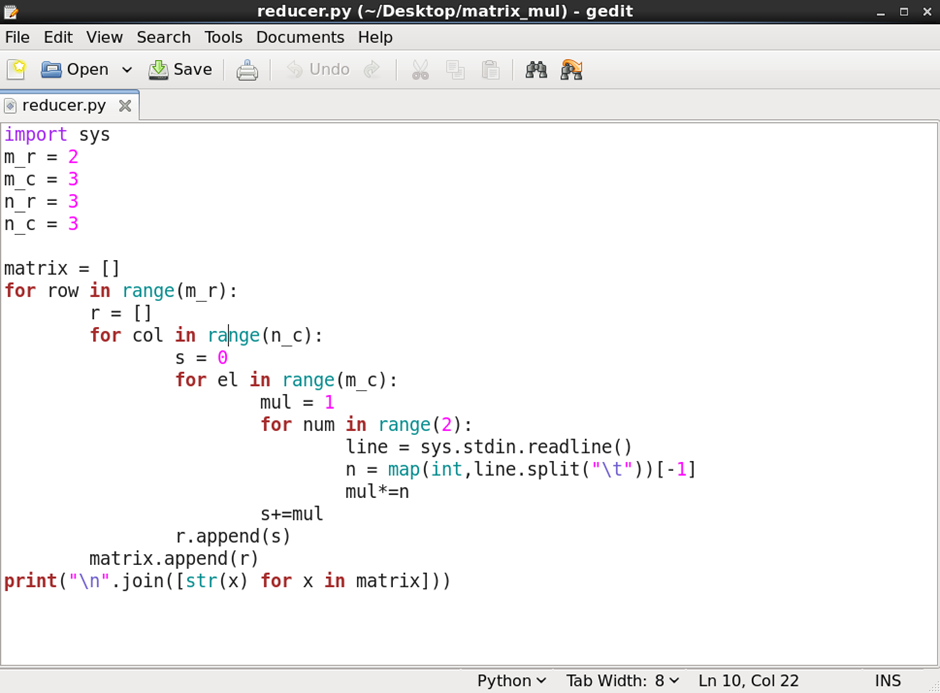 reducer.py (~/Desktop/matrix_mul) - gedit
File Edit View Search Tools Documents Help
Open Save Undo
reducer.py
import sys
m_r = 2
m_c = 3
n_r = 3
n_c = 3
matrix = []
for row in range(m_r):
        r = []
        for col in range(n_c):
                s = 0
                for el in range(m_c):
                        mul = 1
                        for num in range(2):
                                line = sys.stdin.readline()
                                n = map(int,line.split("\t"))[-1]
                                mul*=n
                        s+=mul
                r.append(s)
        matrix.append(r)
print("\n".join([str(x) for x in matrix]))
Python Tab Width: 8 Ln 10, Col 22 INS